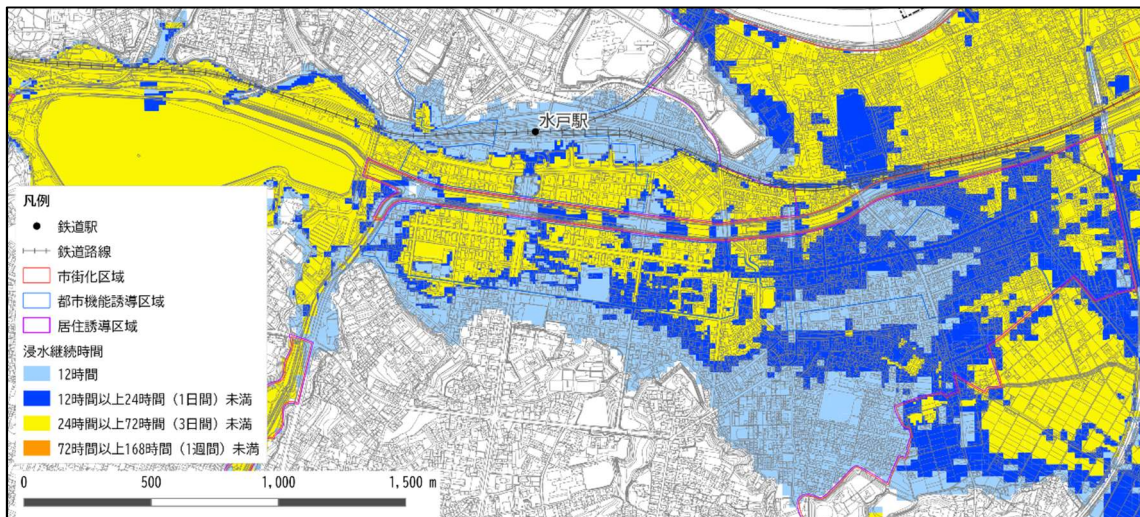 水戸駅
凡例
鉄道駅
鉄道路線
市街化区域
都市機能誘導区域
居住誘導区域
浸水継続時間
12時間
12時間以上24時間（1日間）未満
24時間以上72時間（3日間）未満
72時間以上168時間（1週間）未満
0 500 1,000 1,500 m